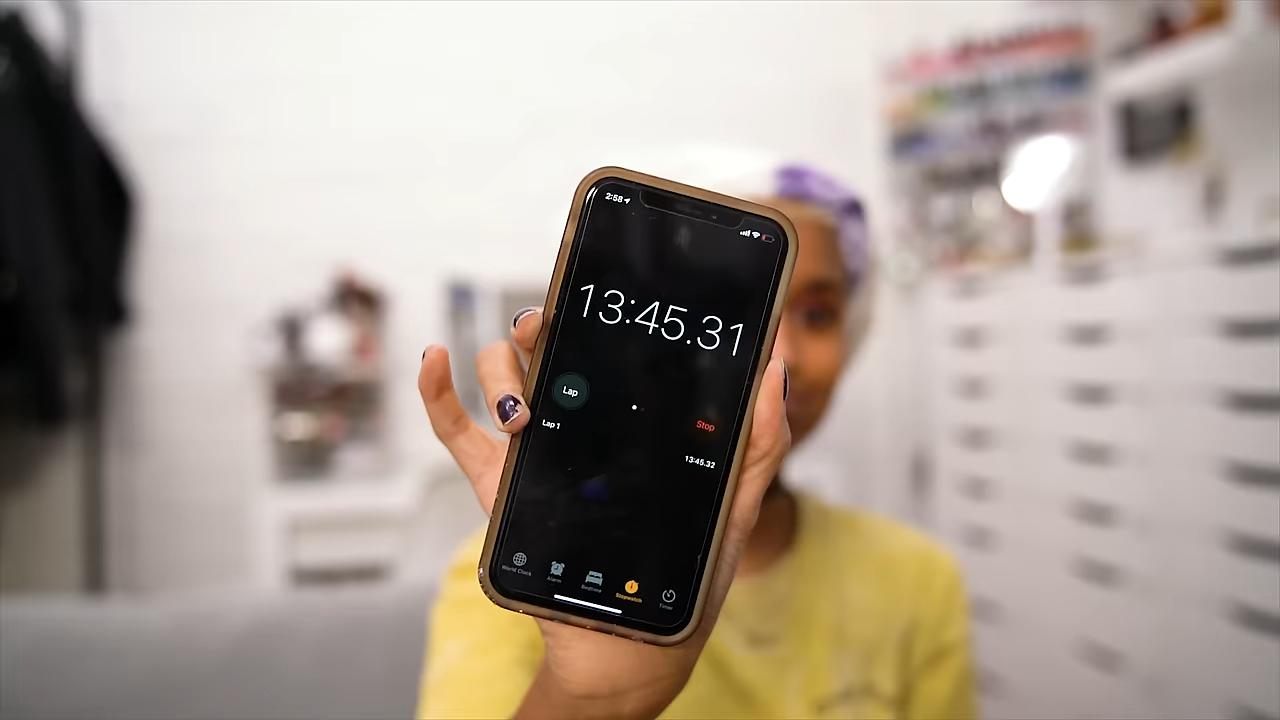 2:58
13:45.31
Lap
Stop
Lap 1
13:45.32
World Clock
Alarm
Bedtime
Stopwatch
Timer